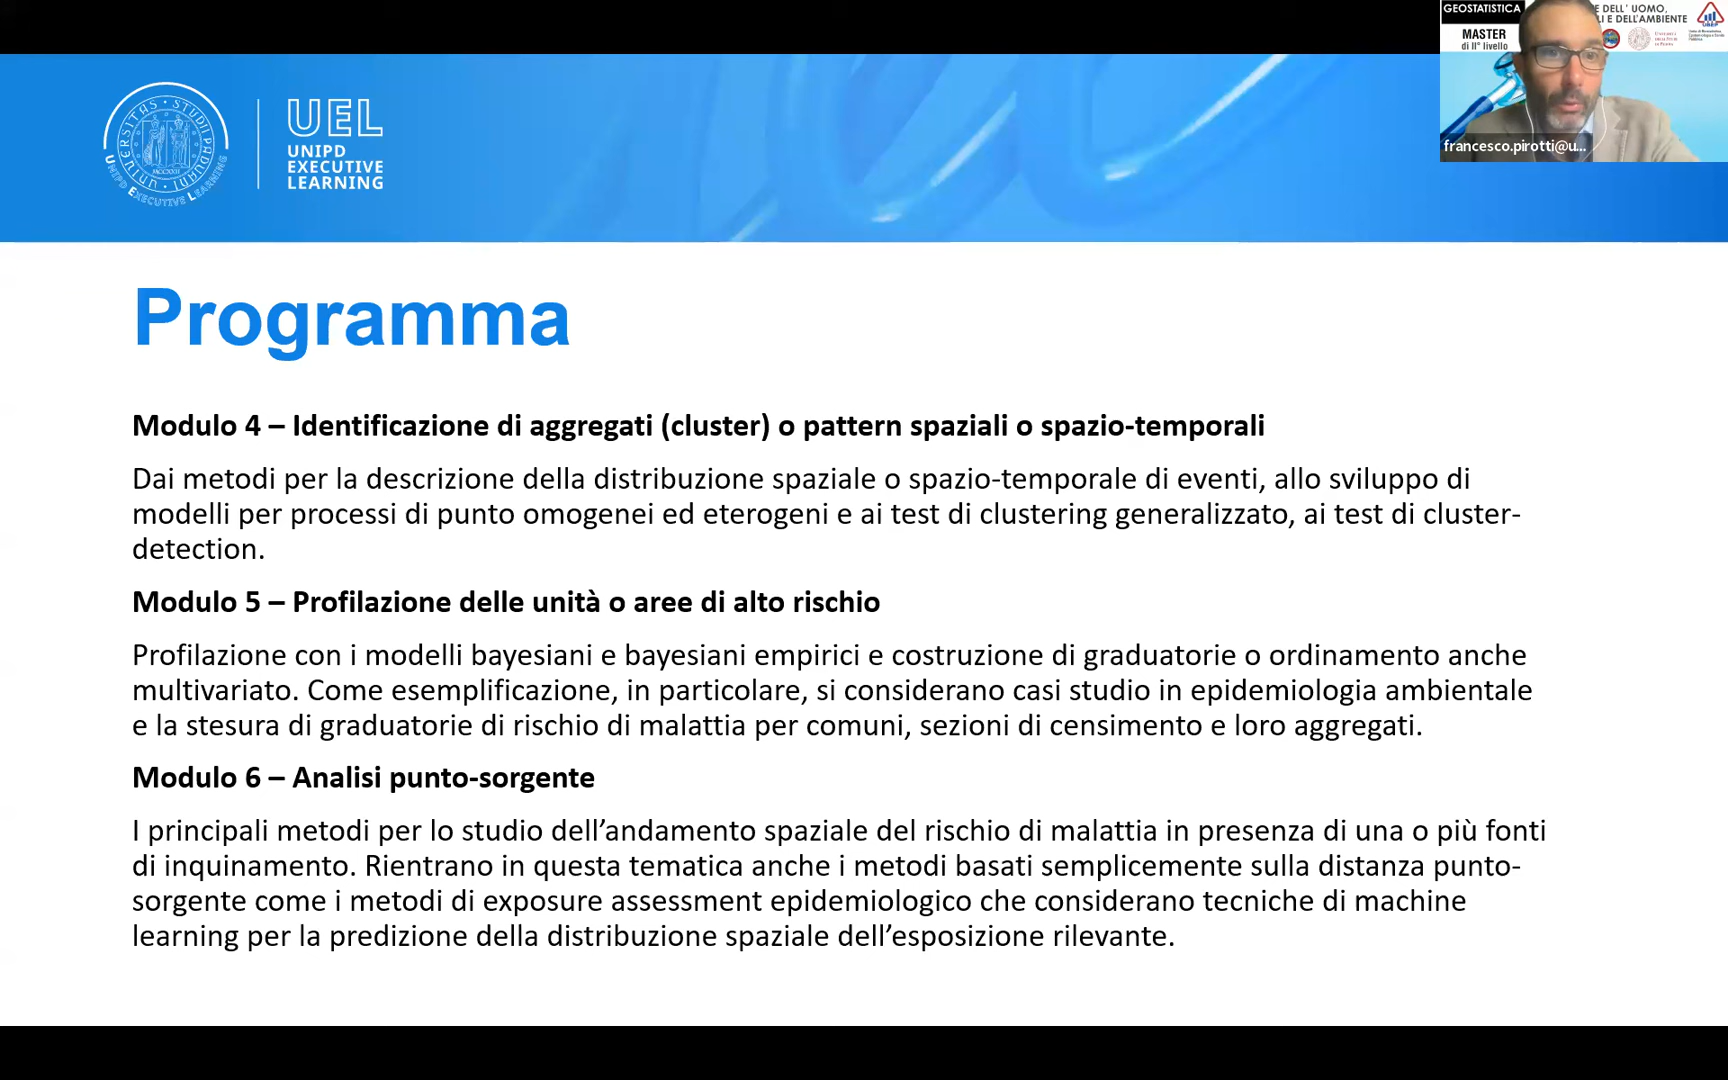 GEOSTATISTICA
E DELL' UOMO,
LI E DELL'AMBIENTE
MASTER
di II° livello
francesco.pirotti@u...
UNIVERSITAS STUDII PADUANI
MCCXXII
UNIPD EXECUTIVE LEARNING
UEL
UNIPD
EXECUTIVE
LEARNING
Programma
Modulo 4 – Identificazione di aggregati (cluster) o pattern spaziali o spazio-temporali
Dai metodi per la descrizione della distribuzione spaziale o spazio-temporale di eventi, allo sviluppo di
modelli per processi di punto omogenei ed eterogeni e ai test di clustering generalizzato, ai test di cluster-
detection.
Modulo 5 – Profilazione delle unità o aree di alto rischio
Profilazione con i modelli bayesiani e bayesiani empirici e costruzione di graduatorie o ordinamento anche
multivariato. Come esemplificazione, in particolare, si considerano casi studio in epidemiologia ambientale
e la stesura di graduatorie di rischio di malattia per comuni, sezioni di censimento e loro aggregati.
Modulo 6 – Analisi punto-sorgente
I principali metodi per lo studio dell’andamento spaziale del rischio di malattia in presenza di una o più fonti
di inquinamento. Rientrano in questa tematica anche i metodi basati semplicemente sulla distanza punto-
sorgente come i metodi di exposure assessment epidemiologico che considerano tecniche di machine
learning per la predizione della distribuzione spaziale dell’esposizione rilevante.